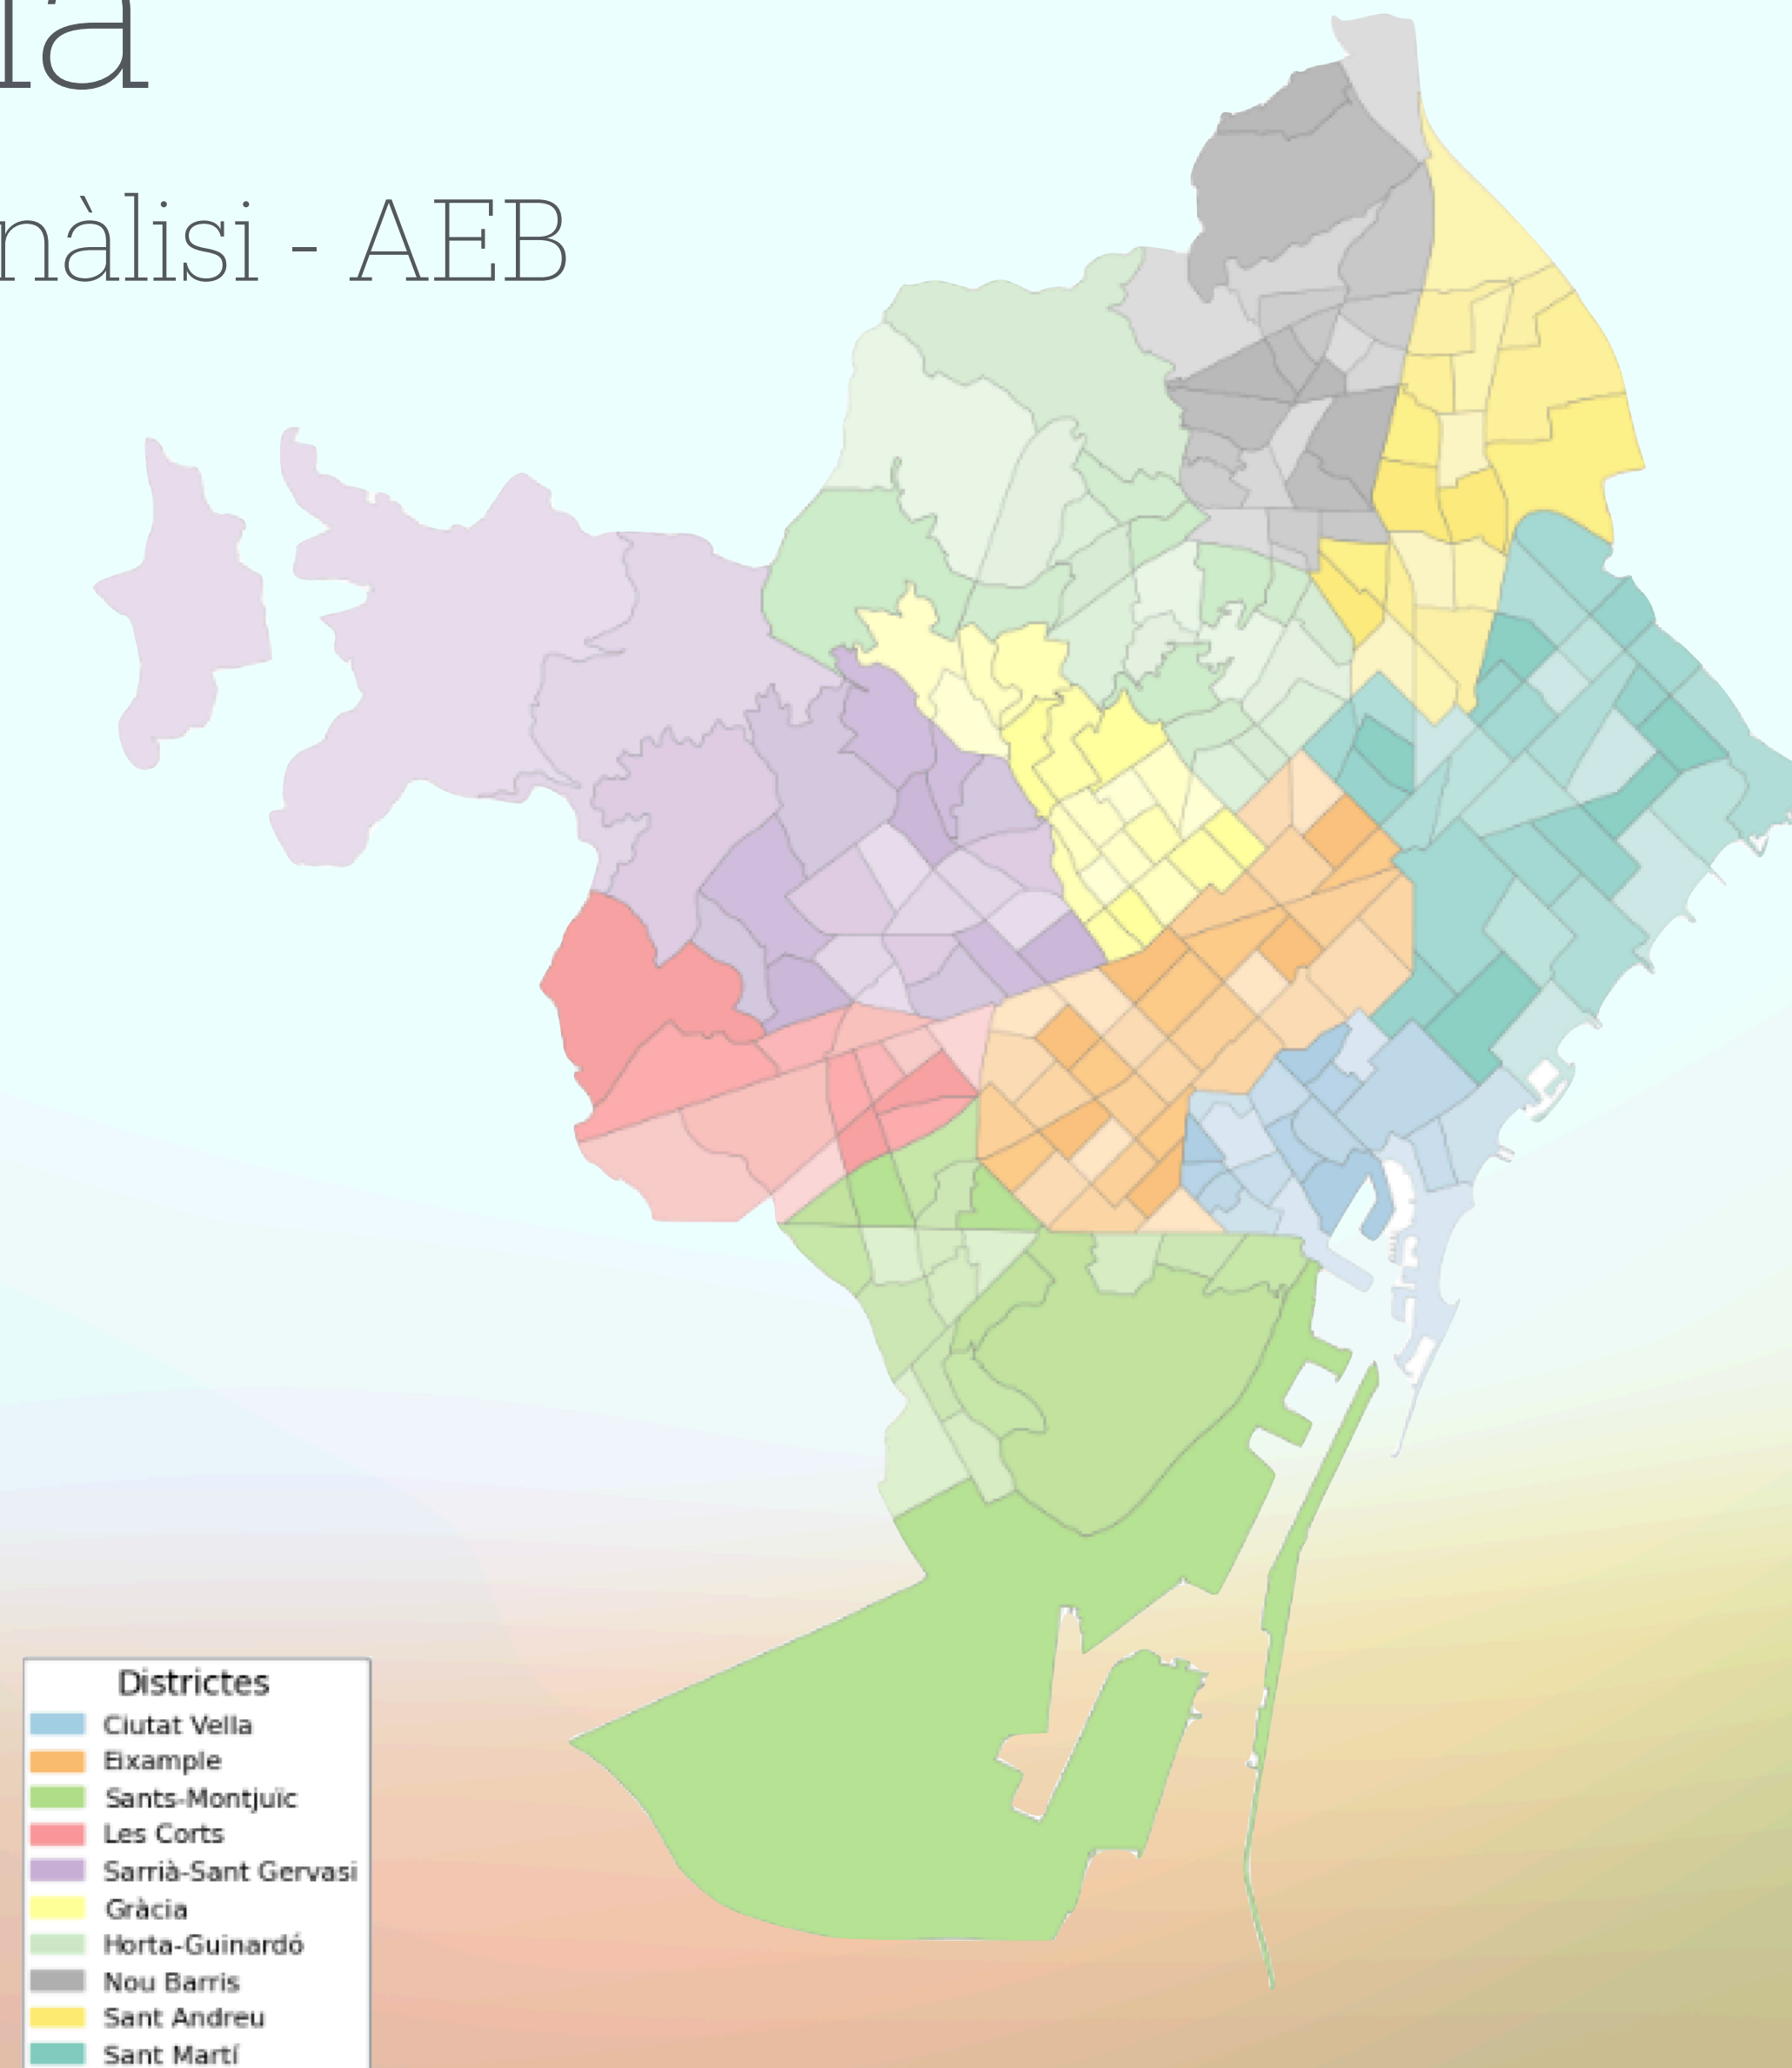 nàlisi - AEB
Districtes
Ciutat Vella
Eixample
Sants-Montjuïc
Les Corts
Sarrià-Sant Gervasi
Gràcia
Horta-Guinardó
Nou Barris
Sant Andreu
Sant Martí